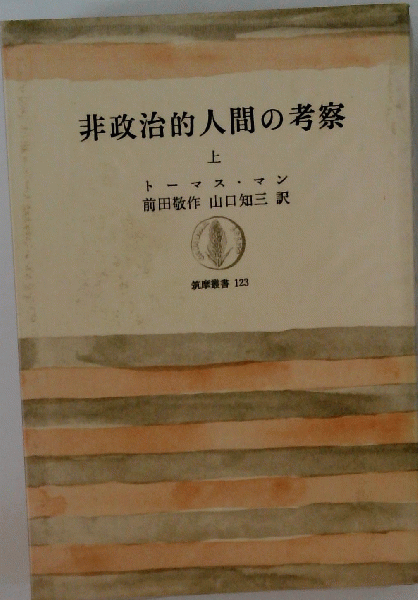 非政治的人間の考察
上
トーマス・マン
前田敬作 山口知三 訳
筑摩叢書 123